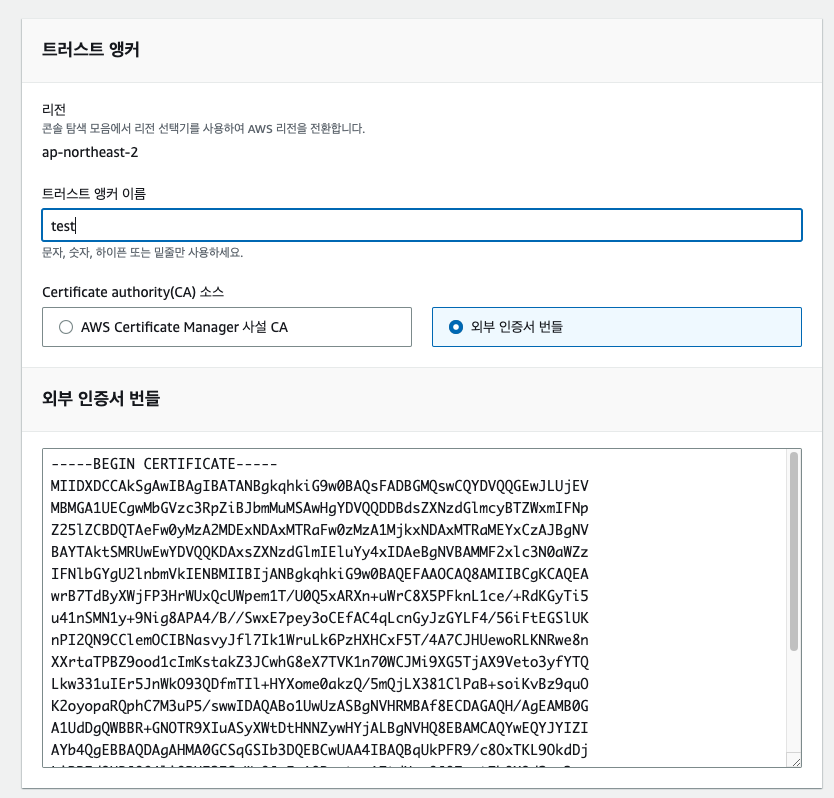 트러스트 앵커
리전
콘솔 탐색 모음에서 리전 선택기를 사용하여 AWS 리전을 전환합니다.
ap-northeast-2
트러스트 앵커 이름
test
문자, 숫자, 하이픈 또는 밑줄만 사용하세요.
Certificate authority(CA) 소스
AWS Certificate Manager 사설 CA
외부 인증서 번들
외부 인증서 번들
-----BEGIN CERTIFICATE-----
MIIDXDCCAkSgAwIBAgIBATANBgkqhkiG9w0BAQsFADBGMQswCQYDVQQGEwJLUjEV
MBMGA1UECgwMbGVzc3RpZiBJbmMuMSAwHgYDVQQDDBdsZXNzdGlmcyBTZWxmIFNp
Z25lZCBDQTAeFw0yMzA2MDExNDAxMTRaFw0zMzA1MjkxNDAxMTRaMEYxCzAJBgNV
BAYTAktSMRUwEwYDVQQKDAxsZXNzdGlmIEluYy4xIDAeBgNVBAMMF2xlc3N0aWZz
IFNlbGYgU2lnbmVkIENBMIIBIjANBgkqhkiG9w0BAQEFAAOCAQ8AMIIBCgKCAQEA
wrB7TdByXWjFP3HrWUxQcUWpem1T/U0Q5xARXn+uWrC8X5PFknL1ce/+RdKGyTi5
u41nSMN1y+9Nig8APA4/B//SwxE7pey3oCEfAC4qLcnGyJzGYLF4/56iFtEGSlUK
nPI2QN9CClemOCIBNasvyJfl7Ik1WruLk6PzHXHCxF5T/4A7CJHUewoRLKNRwe8n
XXrtaTPBZ9ood1cImKstakZ3JCwhG8eX7TVK1n70WCJMi9XG5TjAX9Veto3yfYTQ
Lkw331uIEr5JnWkO93QDfmTIl+HYXome0akzQ/5mQjLX381ClPaB+soiKvBz9quO
K2oyopaRQphC7M3uP5/swwIDAQABo1UwUzASBgNVHRMBAf8ECDAGAQH/AgEAMB0G
A1UdDgQWBBR+GNOTR9XIuASyXWtDtHNNZywHYjALBgNVHQ8EBAMCAQYwEQYJYIZI
AYb4QgEBBAQDAgAHMA0GCSqGSIb3DQEBCwUAA4IBAQBqUkPFR9/c8OxTKL9OkdDj